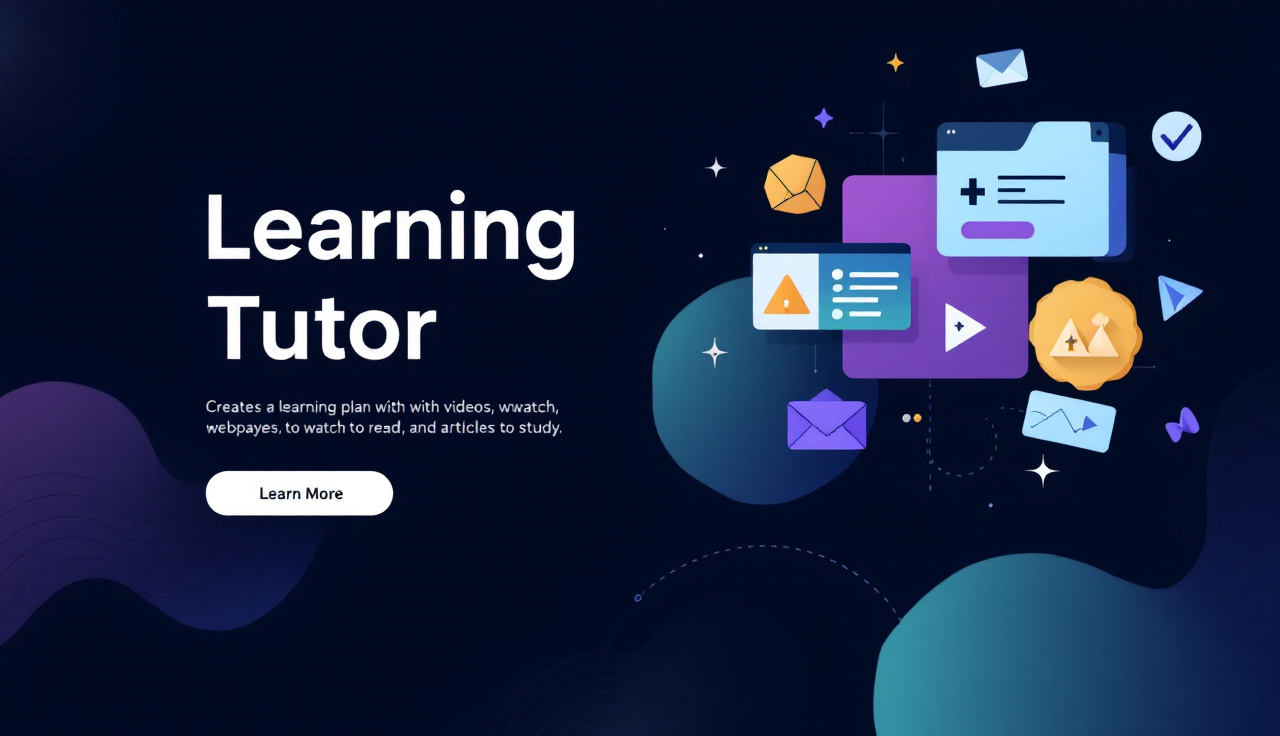 Learning
Tutor
Creates a learning plan with with videos, wwatch,
webpayes, to watch to read, and articles to study.
Learn More